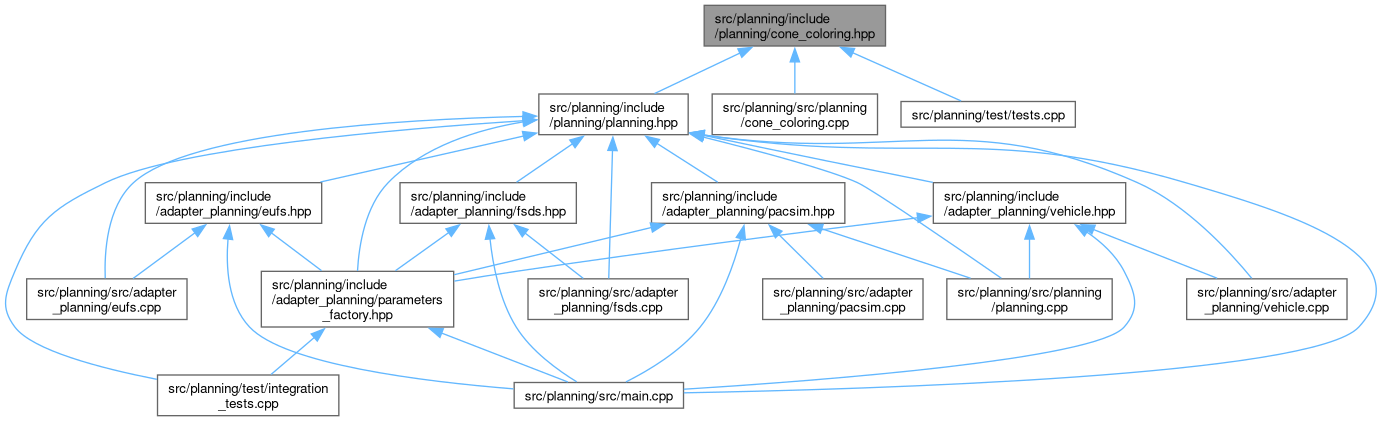 src/planning/include
/planning/cone_coloring.hpp
src/planning/include
/planning/planning.hpp
src/planning/src/planning
/cone_coloring.cpp
src/planning/test/tests.cpp
src/planning/include
/adapter_planning/eufs.hpp
src/planning/include
/adapter_planning/fsds.hpp
src/planning/include
/adapter_planning/pacsim.hpp
src/planning/include
/adapter_planning/vehicle.hpp
src/planning/src/adapter
_planning/eufs.cpp
src/planning/include
/adapter_planning/parameters
_factory.hpp
src/planning/src/adapter
_planning/fsds.cpp
src/planning/src/adapter
_planning/pacsim.cpp
src/planning/src/planning
/planning.cpp
src/planning/src/adapter
_planning/vehicle.cpp
src/planning/test/integration
_tests.cpp
src/planning/src/main.cpp